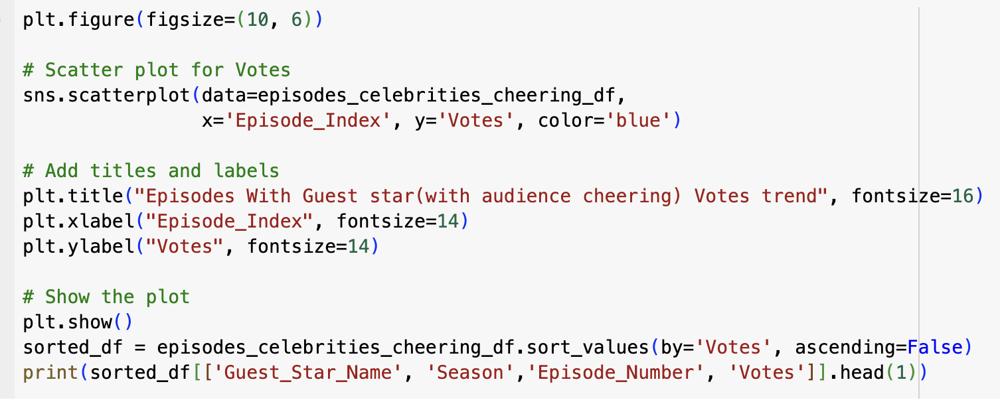 plt.figure(figsize=(10, 6))
# Scatter plot for Votes
sns.scatterplot(data=episodes_celebrities_cheering_df,
                x='Episode_Index', y='Votes', color='blue')
# Add titles and labels
plt.title("Episodes With Guest star(with audience cheering) Votes trend", fontsize=16)
plt.xlabel("Episode_Index", fontsize=14)
plt.ylabel("Votes", fontsize=14)
# Show the plot
plt.show()
sorted_df = episodes_celebrities_cheering_df.sort_values(by='Votes', ascending=False)
print(sorted_df[['Guest_Star_Name', 'Season','Episode_Number', 'Votes']].head(1))